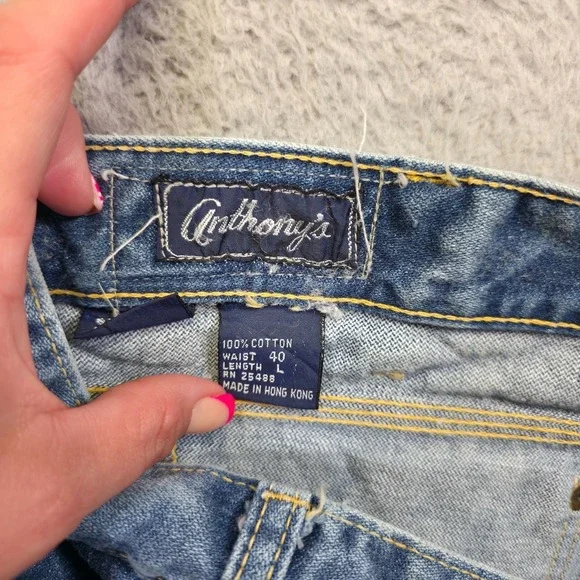 Anthony's
100% COTTON
WAIST 40
LENGTH L
RN 25488
MADE IN HONG KONG